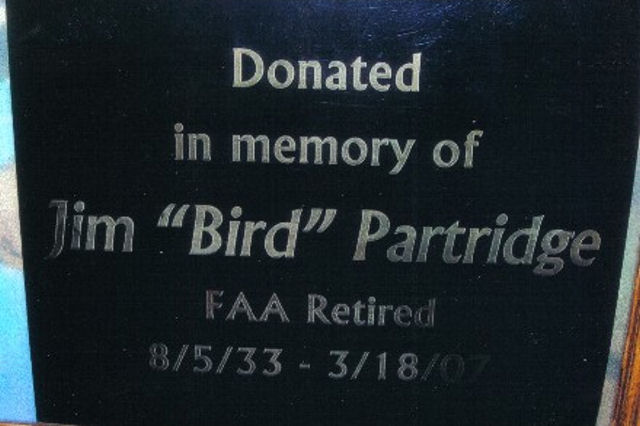 Donated
in memory of
Jim “Bird” Partridge
FAA Retired
8/5/33 - 3/18/07